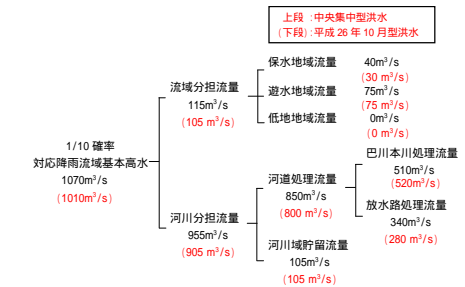 上段：中央集中型洪水
(下段)：平成26年10月型洪水
保水地域流量
40m³/s
(30 m³/s)
流域分担流量
115m³/s
(105 m³/s)
遊水地域流量
75m³/s
(75 m³/s)
低地地域流量
0m³/s
(0 m³/s)
1/10 確率
対応降雨流域基本高水
1070m³/s
(1010m³/s)
巴川本川処理流量
510m³/s
(520m³/s)
河道処理流量
850m³/s
(800 m³/s)
放水路処理流量
340m³/s
(280 m³/s)
河川分担流量
955m³/s
(905 m³/s)
河川域貯留流量
105m³/s
(105 m³/s)